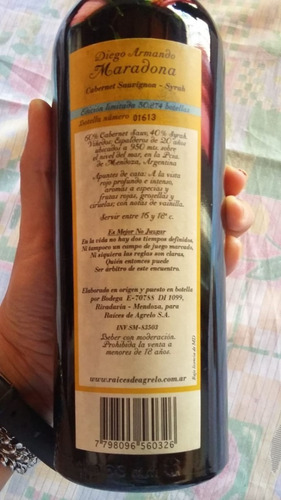 Diego Armando
Maradona
Cabernet Sauvignon - Syrah
Edición limitada 30.274 botellas
Botella número 01613
60% Cabernet Sauv; 40% Syrah
Viñedos: Espalderos de 20 años
ubicados a 950 mts sobre
el nivel del mar, en la Pcia.
de Mendoza, Argentina
Apuntes de cata: A la vista
rojo profundo e intenso,
aromas a especias y
frutas rojas, grosellas y
ciruelas; con notas de vainilla.
Servir entre 16 y 18º c.
Es Mejor No Juzgar
En la vida no hay dos tiempos definidos,
Ni tampoco un campo de juego marcado,
Ni siquiera las reglas son claras,
Quién entonces puede
Ser árbitro de este encuentro.
Elaborado en origen y puesto en botella
por Bodega E-70788 DI 1099,
Rivadavia - Mendoza, para
Raíces de Agrelo S.A.
INV-SM-83502
Beber con moderación.
Prohibida la venta a
menores de 18 años.
www.raicesdeagrelo.com.ar
7 798096 560326